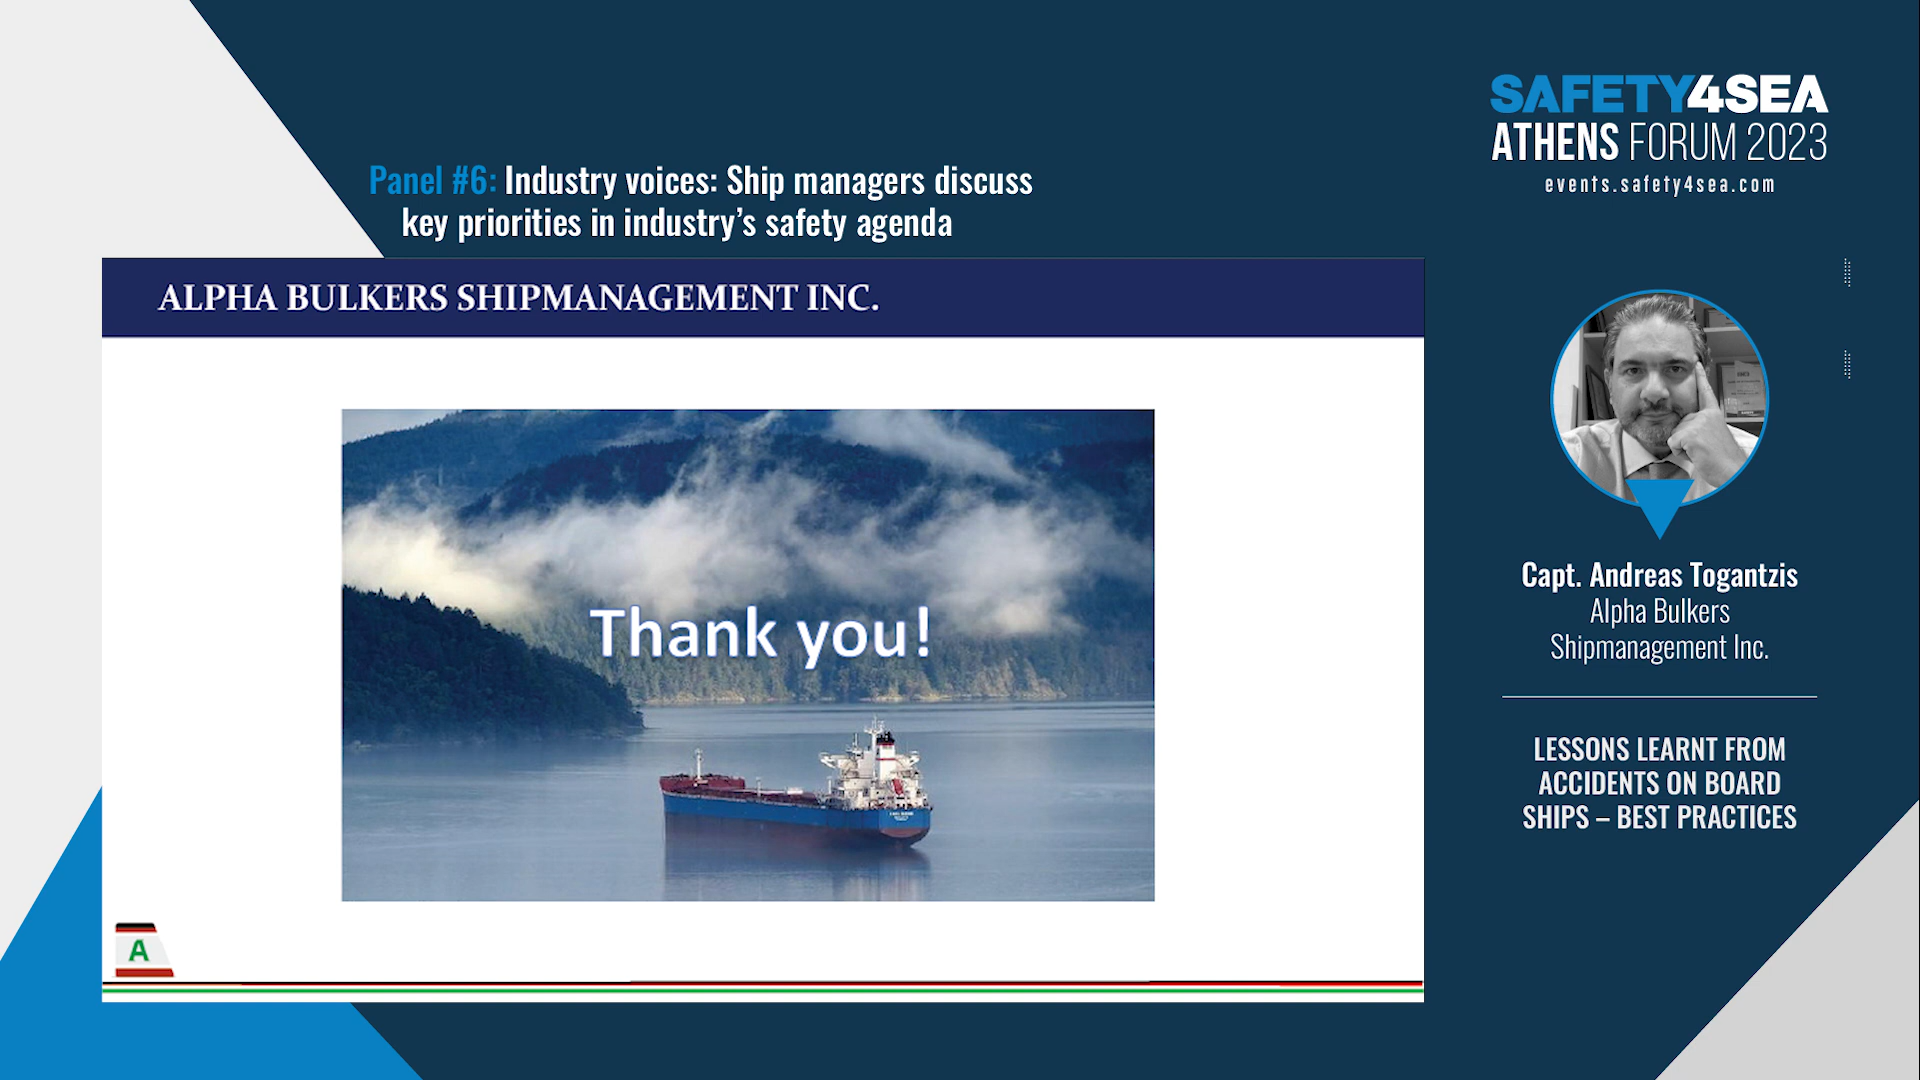 SAFETY4SEA
ATHENS FORUM 2023
events.safety4sea.com
Panel #6: Industry voices: Ship managers discuss
key priorities in industry's safety agenda
ALPHA BULKERS SHIPMANAGEMENT INC.
Thank you!
A
Capt. Andreas Togantzis
Alpha Bulkers
Shipmanagement Inc.
LESSONS LEARNT FROM
ACCIDENTS ON BOARD
SHIPS – BEST PRACTICES